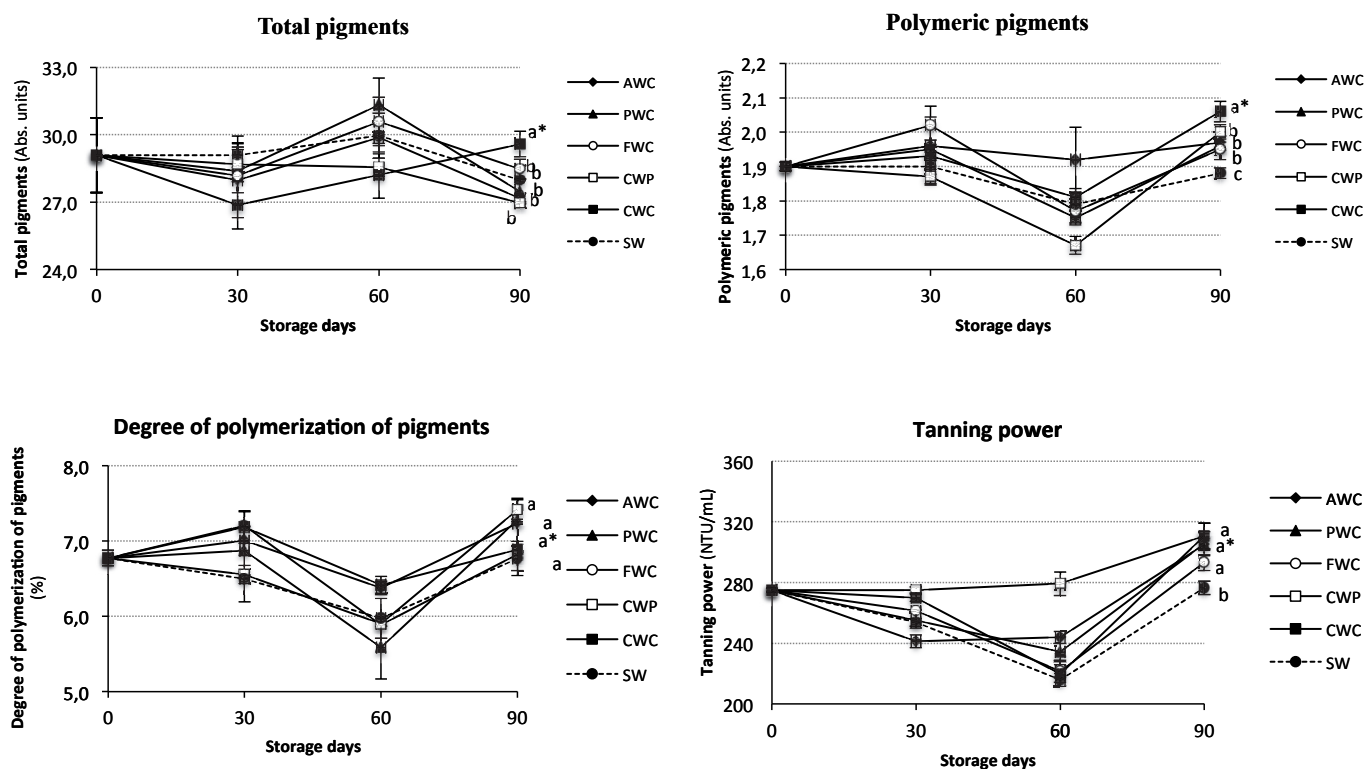 Total pigments
Total pigments (Abs. units)
33,0
30,0
27,0
24,0
0
30
60
90
Storage days
a*
b
b
b
b
b
AWC
PWC
FWC
CWP
CWC
SW
Polymeric pigments
Polymeric pigments (Abs. units)
2,2
2,1
2,0
1,9
1,8
1,7
1,6
0
30
60
90
Storage days
a*
b
b
b
c
AWC
PWC
FWC
CWP
CWC
SW
Degree of polymerization of pigments
Degree of polymerization of pigments
(%)
8,0
7,0
6,0
5,0
0
30
60
90
Storage days
a
a
a*
a
AWC
PWC
FWC
CWP
CWC
SW
Tanning power
Tanning power (NTU/mL)
360
320
280
240
200
0
30
60
90
Storage days
a
a*
a
b
AWC
PWC
FWC
CWP
CWC
SW